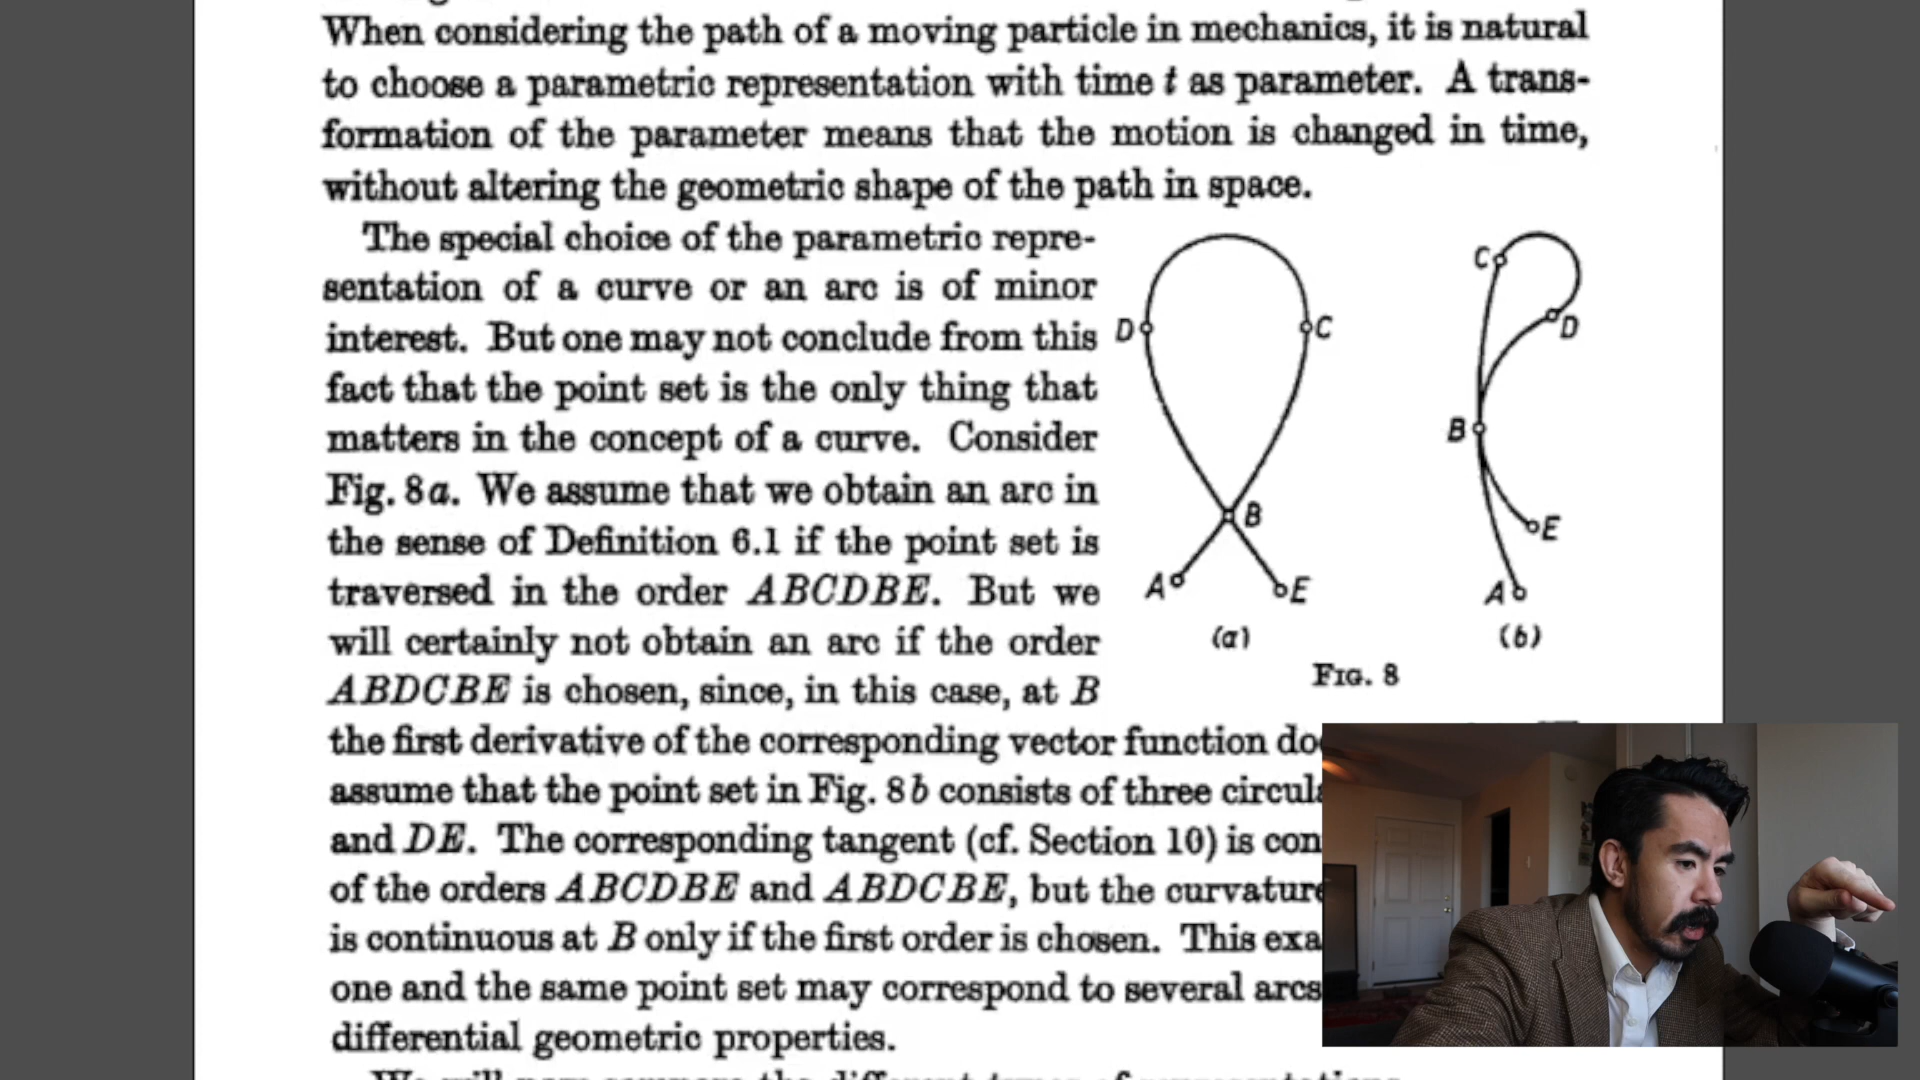 When considering the path of a moving particle in mechanics, it is natural
to choose a parametric representation with time t as parameter. A trans-
formation of the parameter means that the motion is changed in time,
without altering the geometric shape of the path in space.
The special choice of the parametric repre-
sentation of a curve or an arc is of minor
interest. But one may not conclude from this
fact that the point set is the only thing that
matters in the concept of a curve. Consider
Fig. 8a. We assume that we obtain an arc in
the sense of Definition 6.1 if the point set is
traversed in the order ABCDBE. But we
will certainly not obtain an arc if the order
ABDCBE is chosen, since, in this case, at B
D
C
B
A
E
(a)
C
D
B
E
A
(b)
FIG. 8
the first derivative of the corresponding vector function
assume that the point set in Fig. 8b consists of three
and DE. The corresponding tangent (cf. Section 10) is
of the orders ABCDBE and ABDCBE, but the curvature
is continuous at B only if the first order is chosen. This
one and the same point set may correspond to several arcs
differential geometric properties.